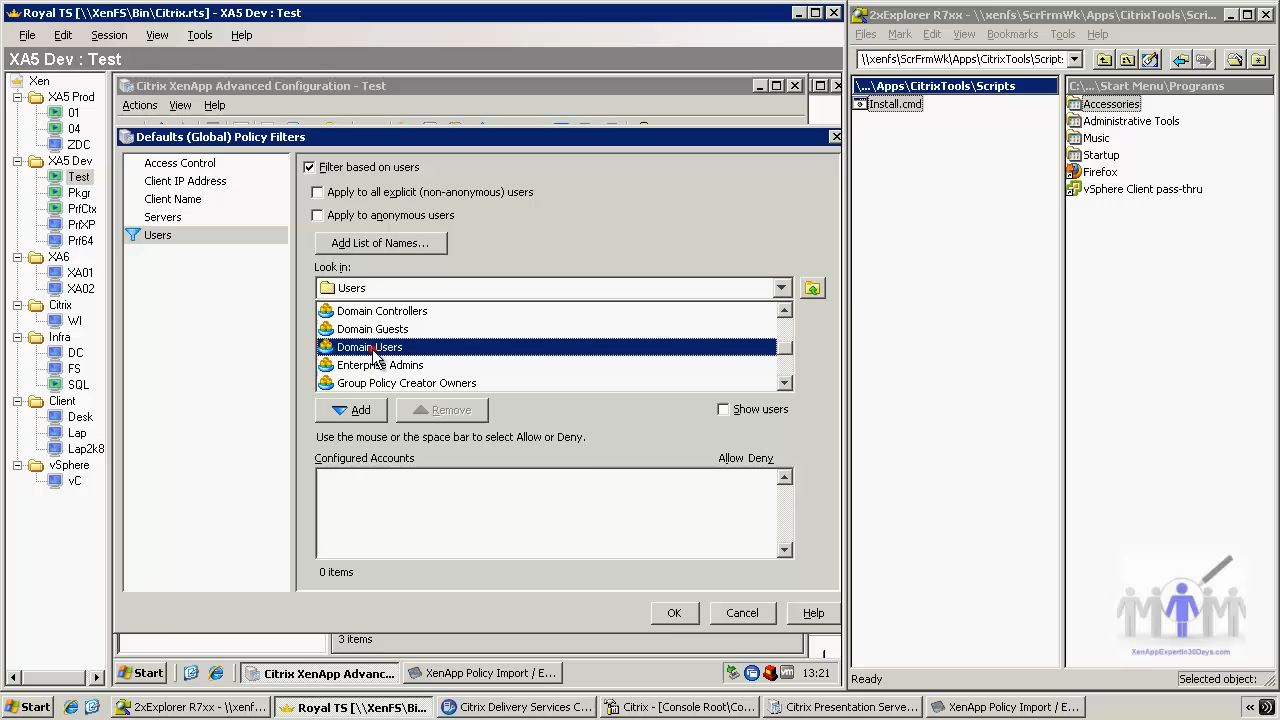 Royal TS [\\XenFS\Bin\Citrix.rts] - XA5 Dev : Test
File Edit Session View Tools Help
XA5 Dev : Test
Xen
XA5 Prod
01
04
ZDC
XA5 Dev
Test
Pkgr
PrfCtx
PrfXP
Prf64
XA6
XA01
XA02
Citrix
WI
Infra
DC
FS
SQL
Client
Desk
Lap
Lap2k8
vSphere
vC
Citrix XenApp Advanced Configuration - Test
Actions View Help
Defaults (Global) Policy Filters
Access Control
Client IP Address
Client Name
Servers
Users
Filter based on users
Apply to all explicit (non-anonymous) users
Apply to anonymous users
Add List of Names...
Look in:
Users
Domain Controllers
Domain Guests
Domain Users
Enterprise Admins
Group Policy Creator Owners
Add Remove Show users
Use the mouse or the space bar to select Allow or Deny.
Configured Accounts Allow Deny
0 items
OK Cancel Help
3 items
Start Citrix XenApp Advanc... XenApp Policy Import / E... 13:21
2xExplorer R7xx - \\xenfs\ScrFrmWk\Apps\CitrixTools\Scri...
Files Mark Edit View Bookmarks Tools Help
\\xenfs\ScrFrmWk\Apps\CitrixTools\Script:
\...\Apps\CitrixTools\Scripts
Install.cmd
C:\...\Start Menu\Programs
Accessories
Administrative Tools
Music
Startup
Firefox
vSphere Client pass-thru
XenAppExpertIn30Days.com
Ready Selected object:
Start 2xExplorer R7xx - \\xenf... Royal TS [\\XenFS\Bi... Citrix Delivery Services C... Citrix - [Console Root\Co... Citrix Presentation Serve... XenApp Policy Import / E... «